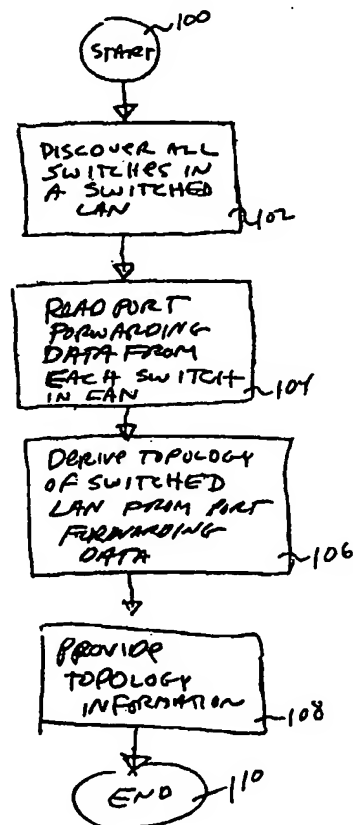 100
START
DISCOVER ALL
SWITCHES IN
A SWITCHED
LAN
102
READ PORT
FORWARDING
DATA FROM
EACH SWITCH
IN LAN
104
DERIVE TOPOLOGY
OF SWITCHED
LAN FROM PORT
FORWARDING
DATA
106
PROVIDE
TOPOLOGY
INFORMATION
108
END
110